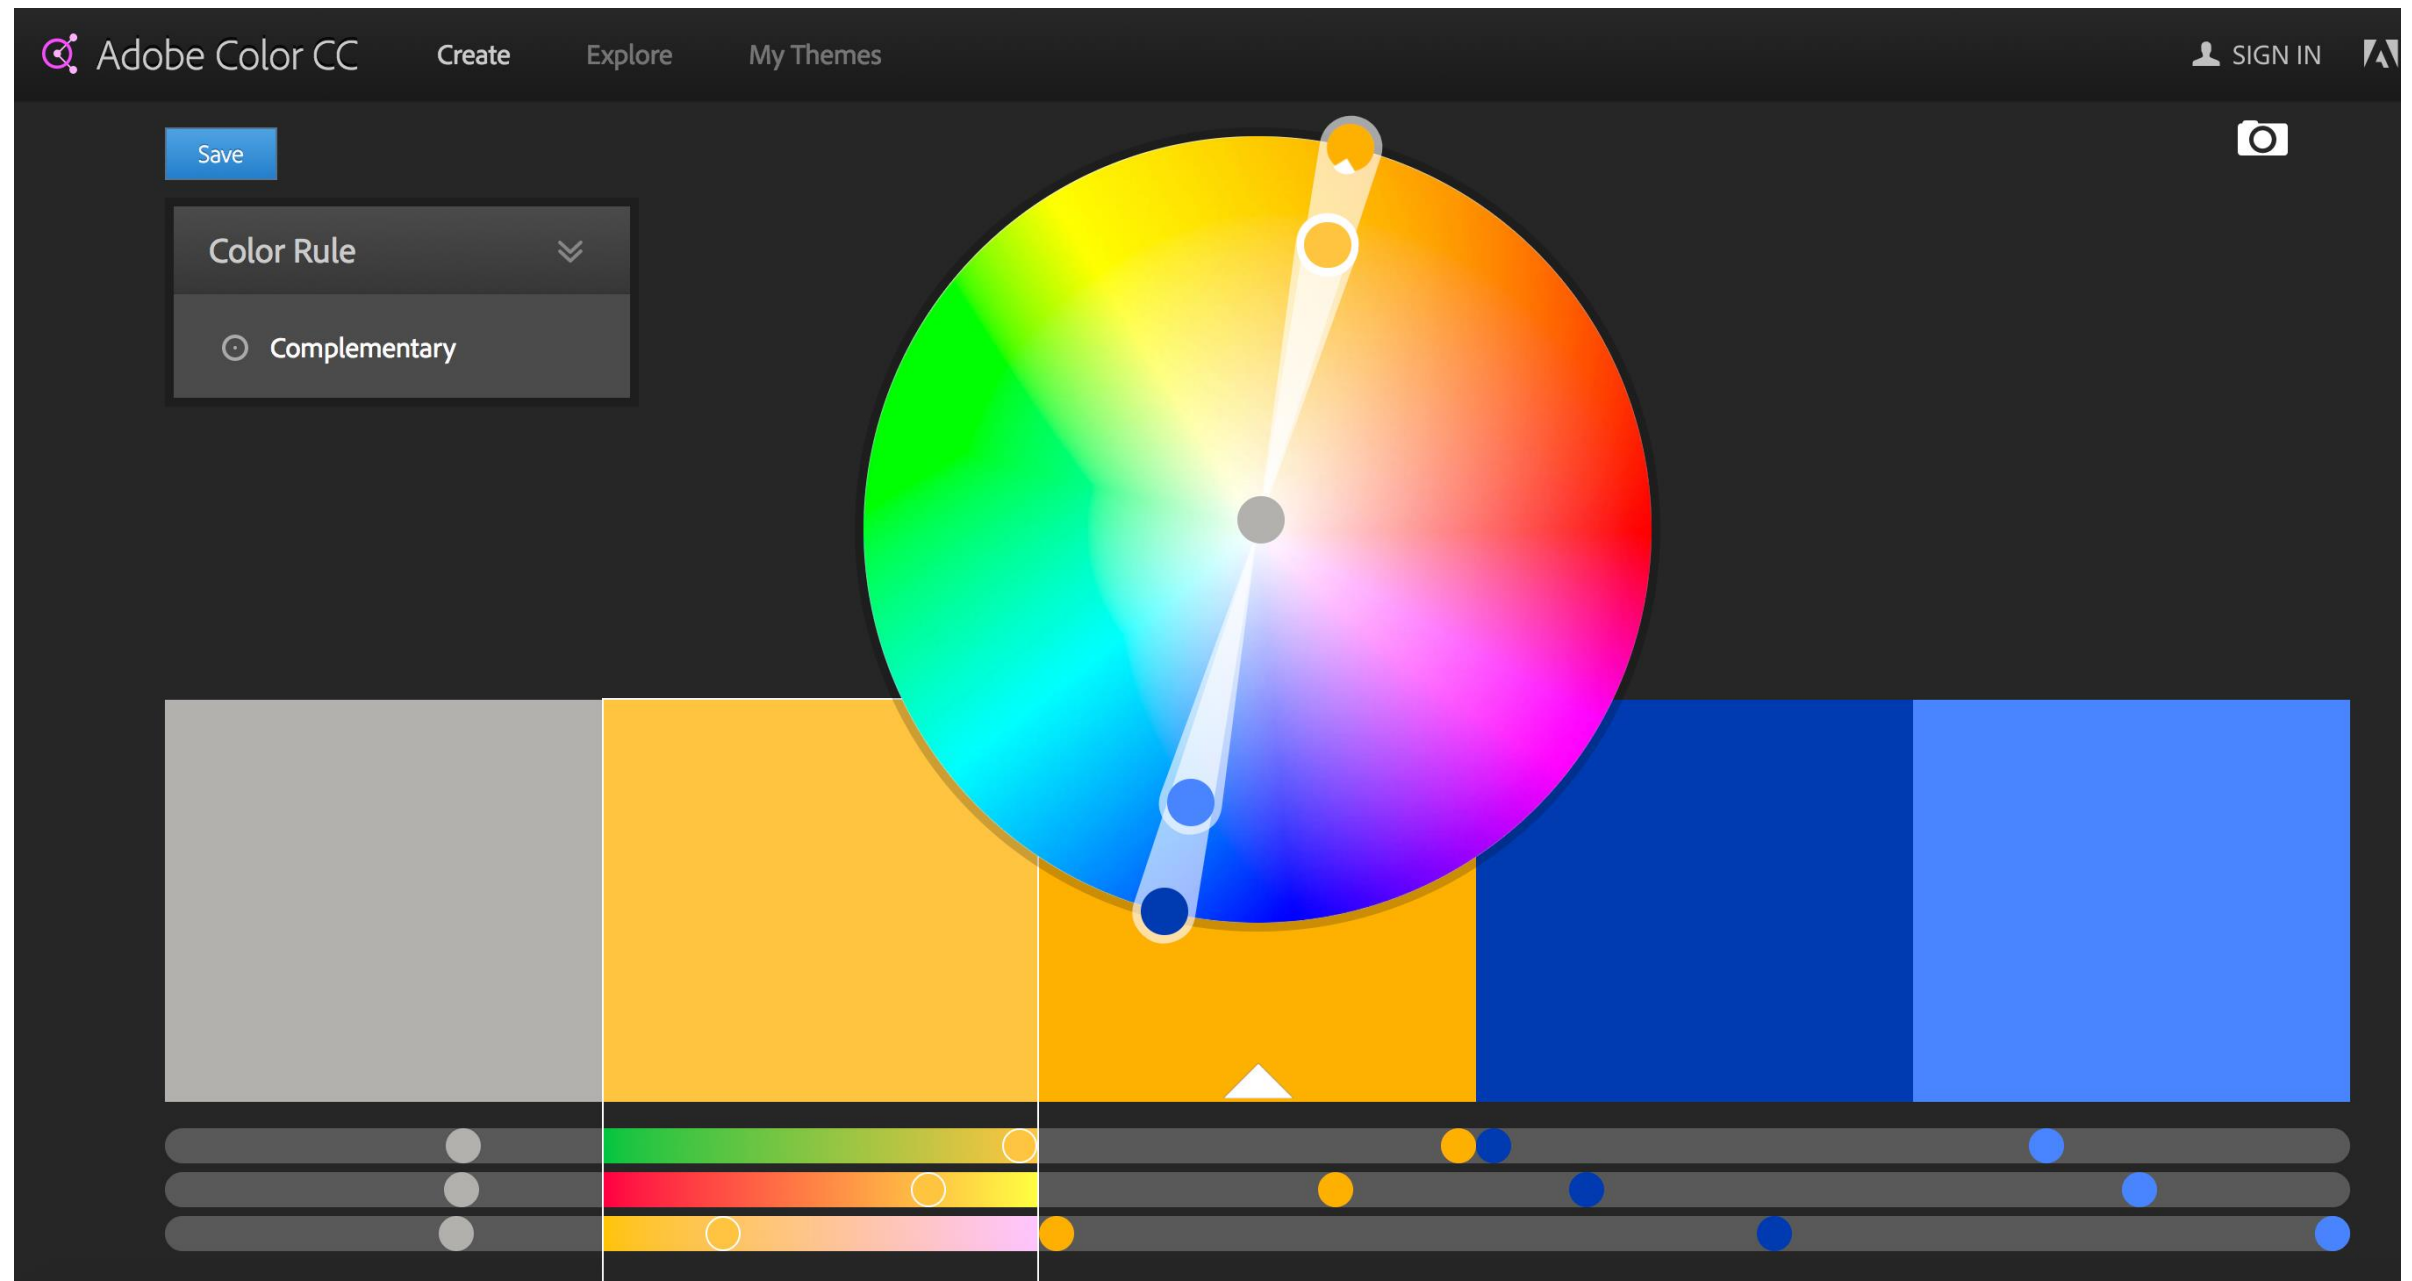 Adobe Color CC Create Explore My Themes SIGN IN
Save
Color Rule
Complementary